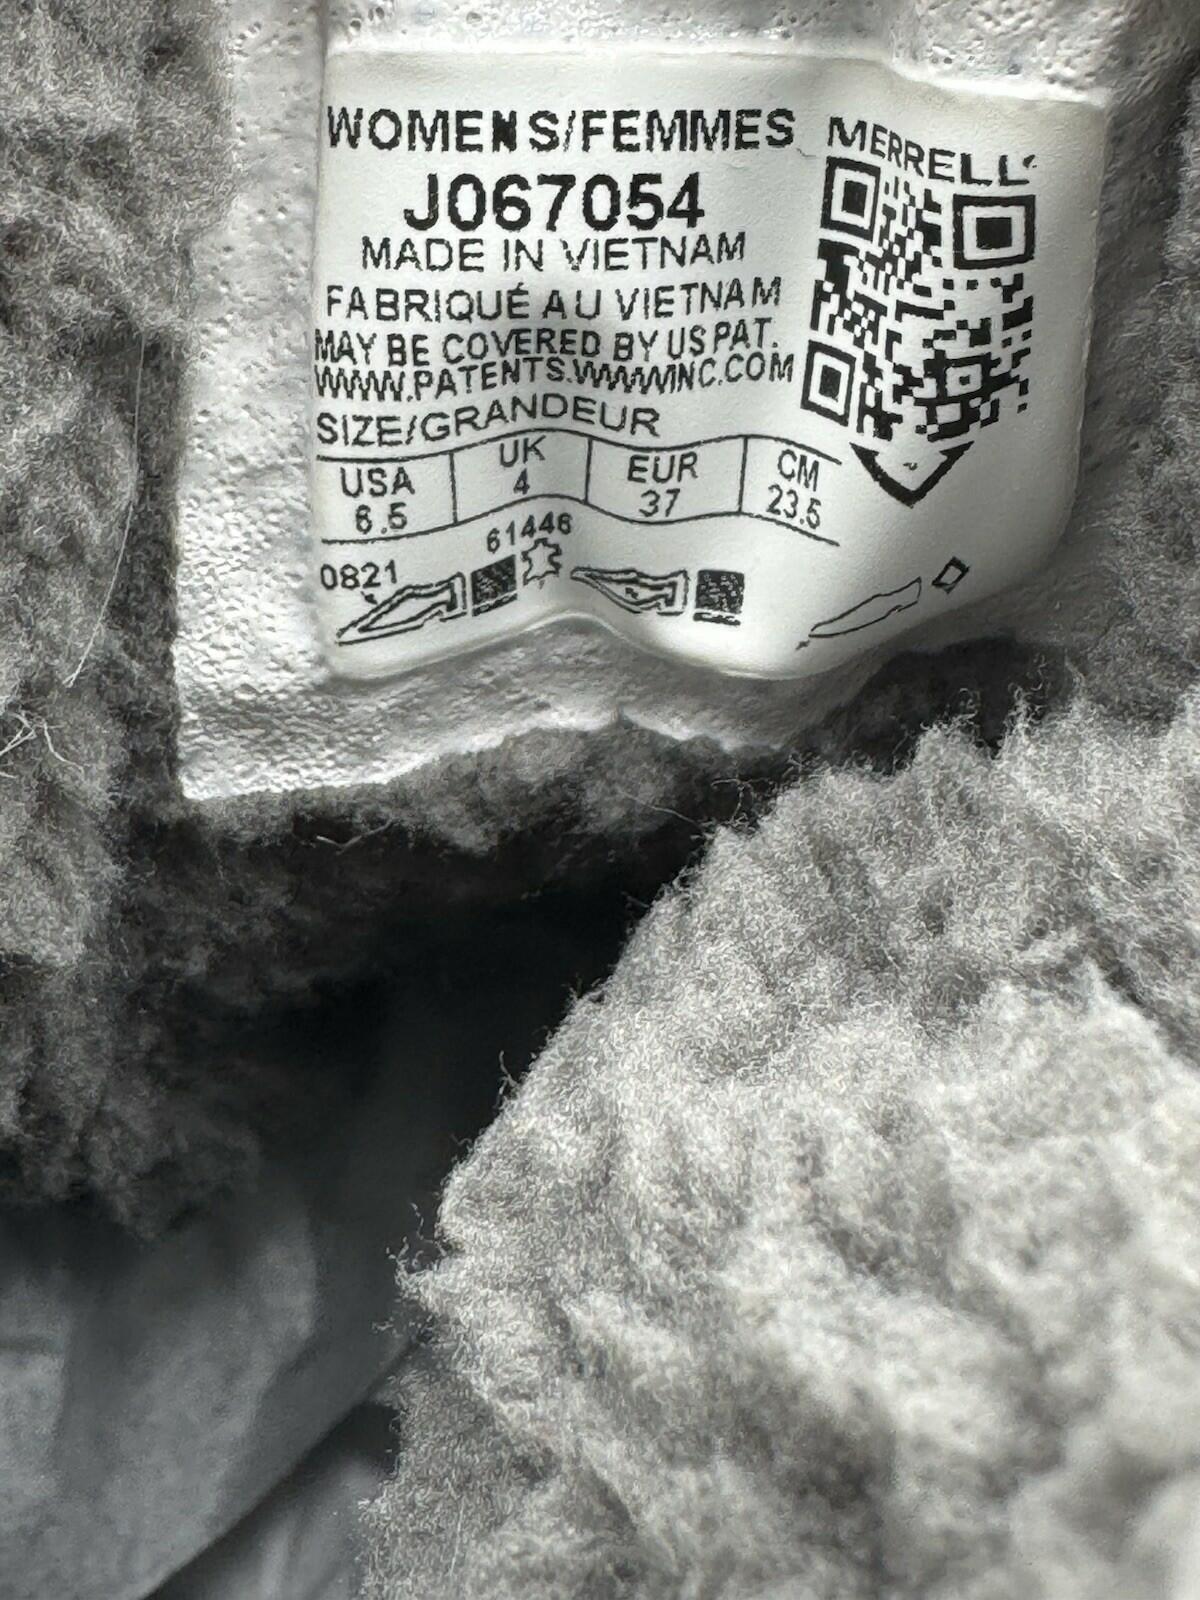 WOMENS/FEMMES
MERRELL
J067054
MADE IN VIETNAM
FABRIQUÉ AU VIETNAM
MAY BE COVERED BY US PAT.
WWW.PATENTS.WWWINC.COM
SIZE/GRANDEUR
USA UK EUR CM
6.5 4 37 23.5
61446
0821